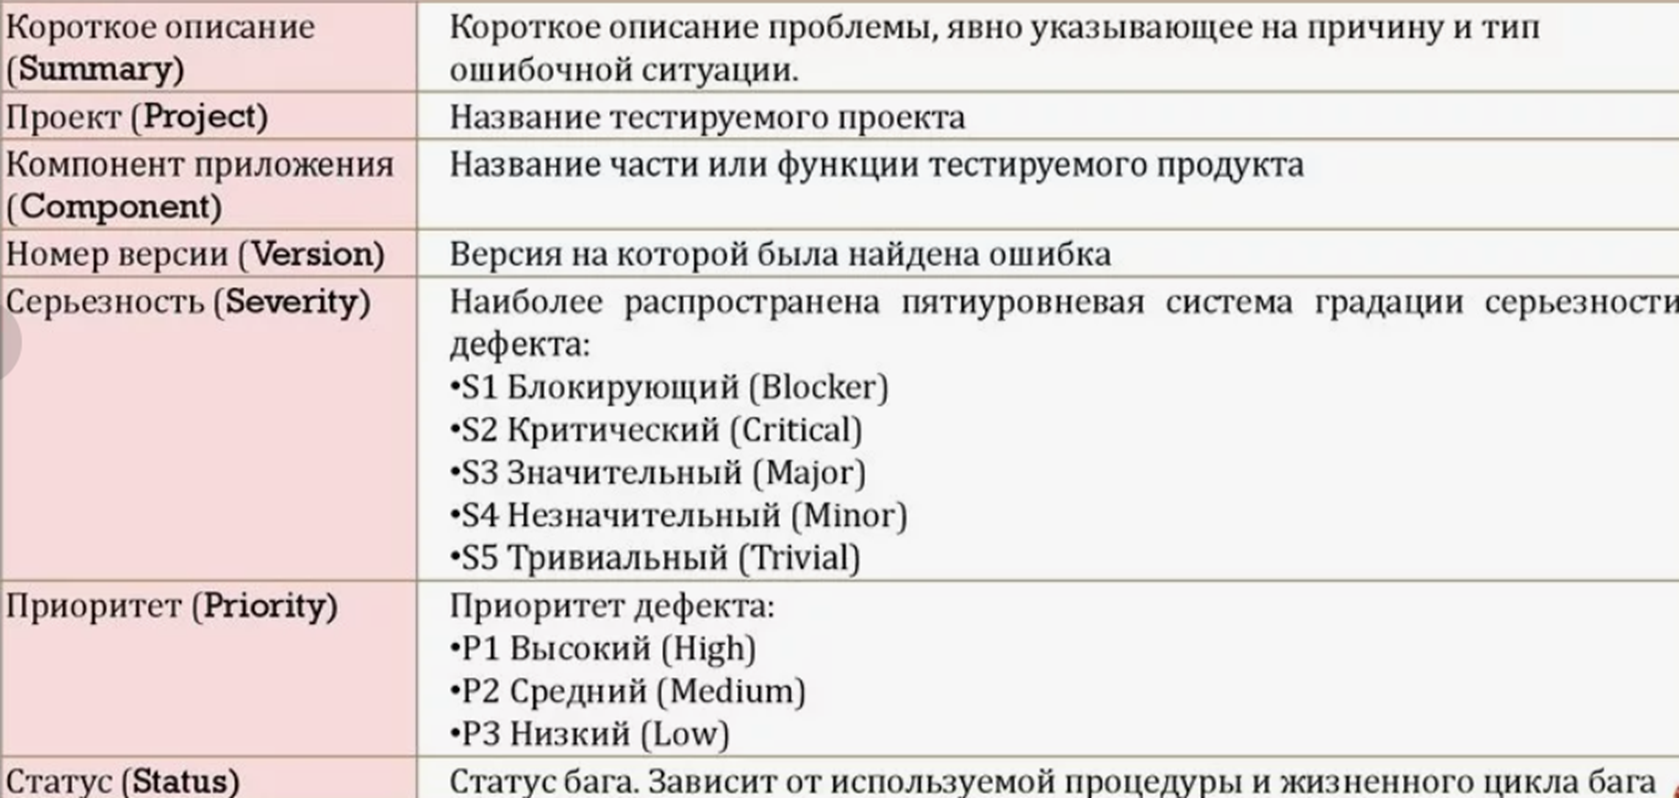 Короткое описание
(Summary)
Короткое описание проблемы, явно указывающее на причину и тип
ошибочной ситуации.
Проект (Project)
Название тестируемого проекта
Компонент приложения
(Component)
Название части или функции тестируемого продукта
Номер версии (Version)
Версия на которой была найдена ошибка
Серьезность (Severity)
Наиболее распространена пятиуровневая система градации серьезности
дефекта:
•S1 Блокирующий (Blocker)
•S2 Критический (Critical)
•S3 Значительный (Major)
•S4 Незначительный (Minor)
•S5 Тривиальный (Trivial)
Приоритет (Priority)
Приоритет дефекта:
•P1 Высокий (High)
•P2 Средний (Medium)
•P3 Низкий (Low)
Статус (Status)
Статус бага. Зависит от используемой процедуры и жизненного цикла бага